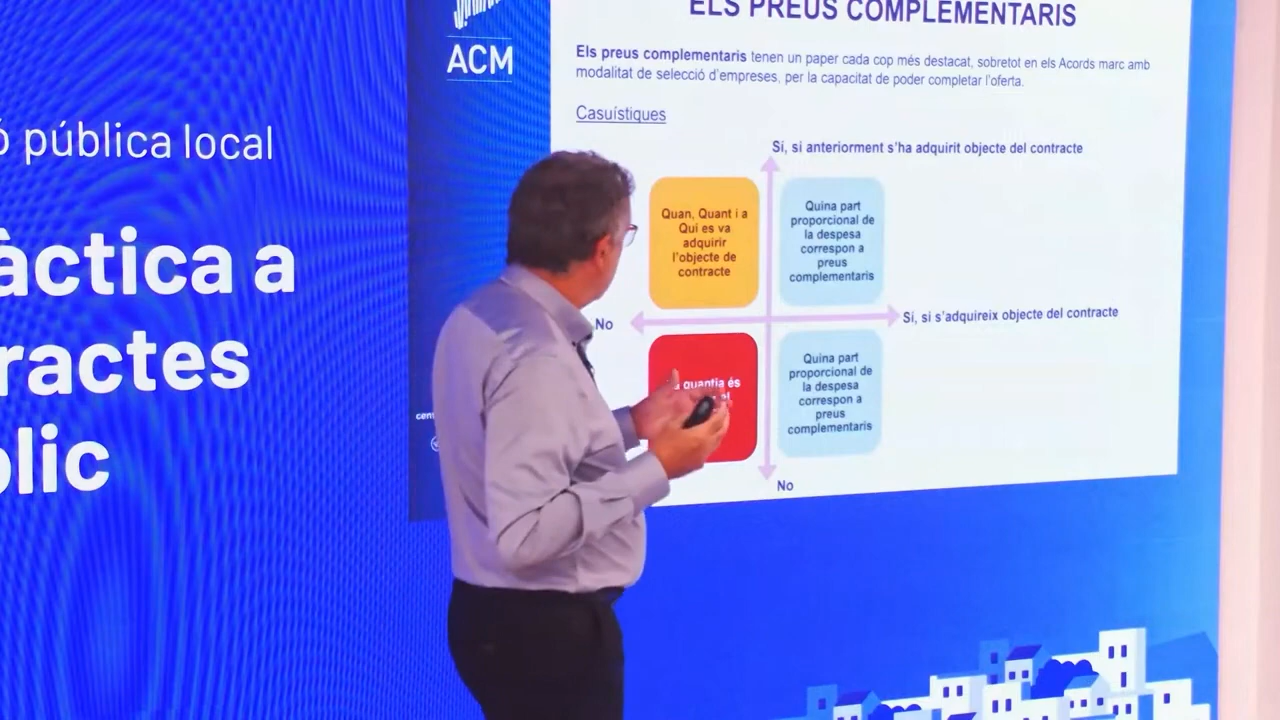 ACM
ó pública local
àctica a
ractes
blic
cen
ELS PREUS COMPLEMENTARIS
Els preus complementaris tenen un paper cada cop més destacat, sobretot en els Acords marc amb
modalitat de selecció d'empreses, per la capacitat de poder completar l'oferta.
Casuístiques
Sí, si anteriorment s'ha adquirit objecte del contracte
Quan, Quant i a
Qui es va
adquirir
l'objecte de
contracte
Quina part
proporcional de
la despesa
correspon a
preus
complementaris
No
Sí, si s'adquireix objecte del contracte
quantia és
el
Quina part
proporcional de
la despesa
correspon a
preus
complementaris
No